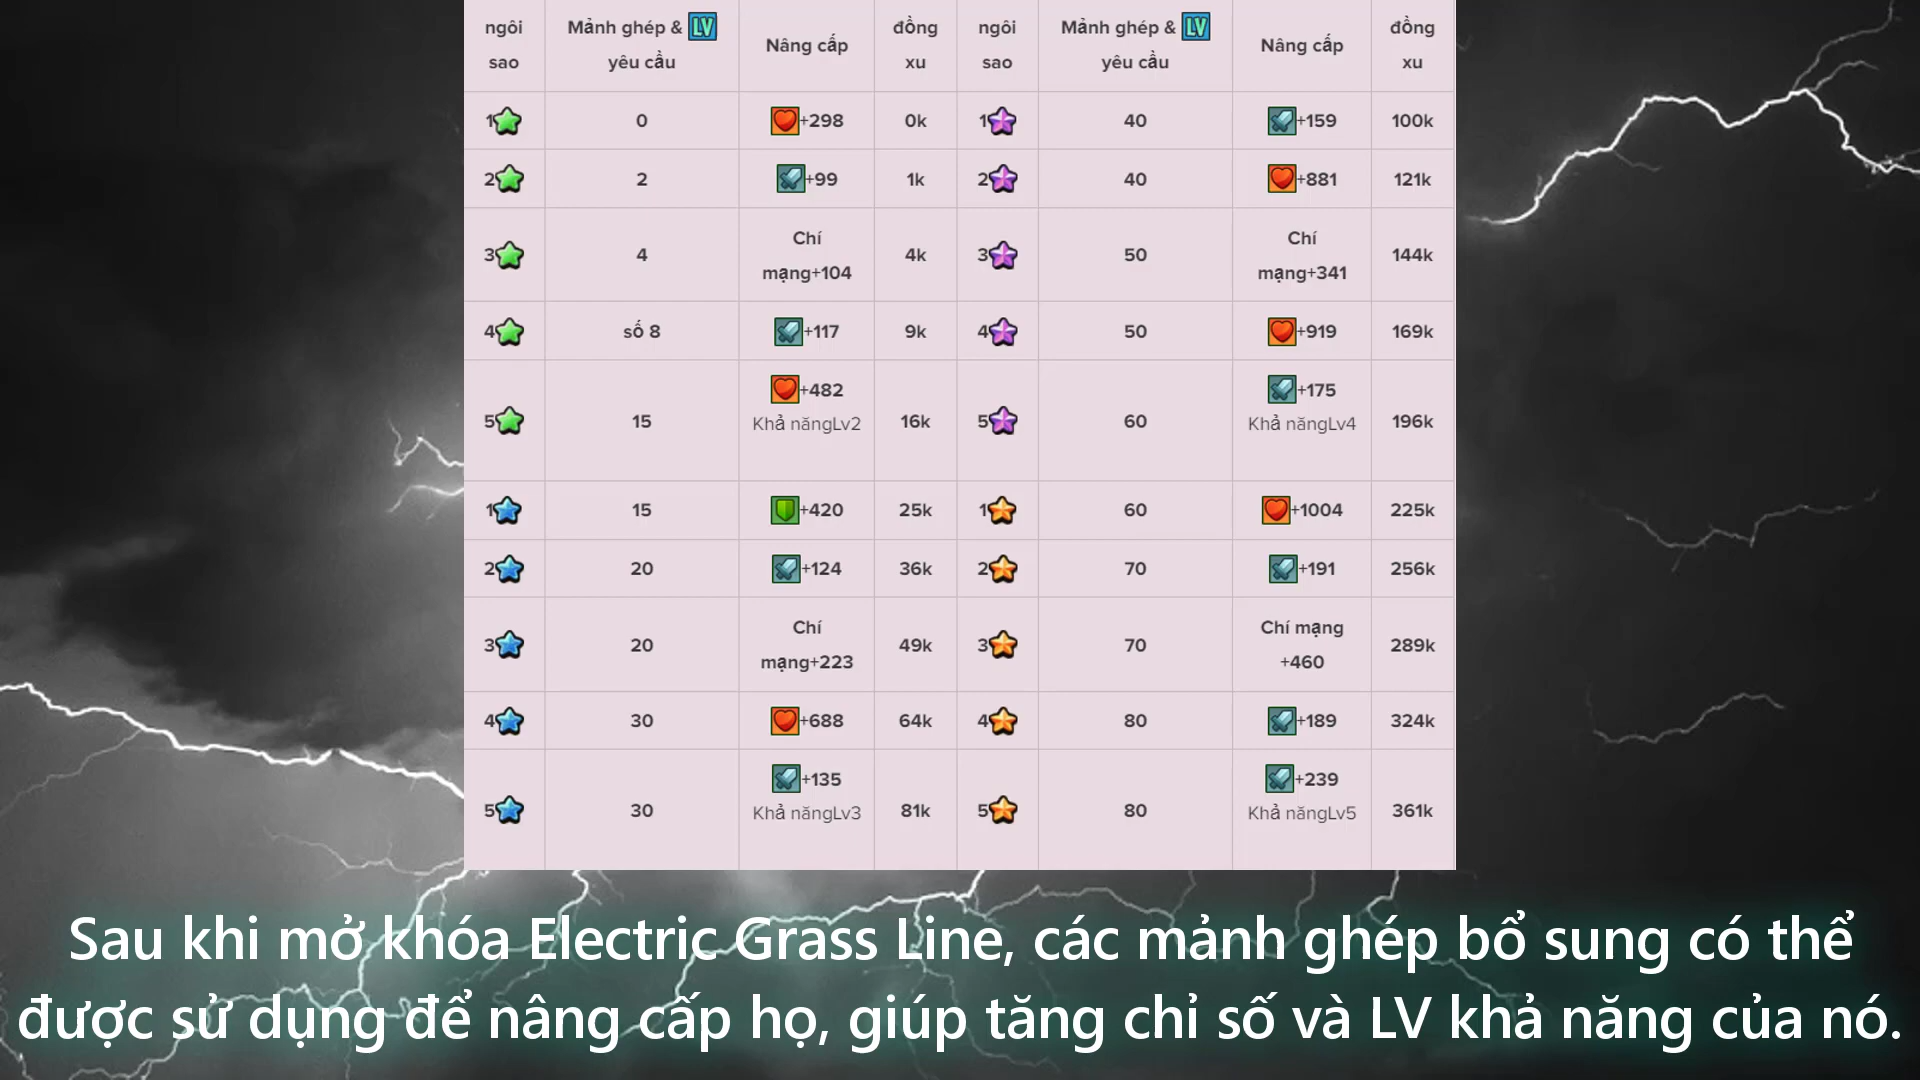 ngôi Mảnh ghép & LV Nâng cấp đồng ngôi Mảnh ghép & LV Nâng cấp đồng
sao yêu cầu xu sao yêu cầu xu
1 0 +298 0k 1 40 +159 100k
2 2 +99 1k 2 40 +881 121k
3 4 Chí 4k 3 50 Chí 144k
mạng+104 mạng+341
4 số 8 +117 9k 4 50 +919 169k
5 15 +482 16k 5 60 +175 196k
Khả năngLv2 Khả năngLv4
1 15 +420 25k 1 60 +1004 225k
2 20 +124 36k 2 70 +191 256k
3 20 Chí 49k 3 70 Chí mạng 289k
mạng+223 +460
4 30 +688 64k 4 80 +189 324k
5 30 +135 81k 5 80 +239 361k
Khả năngLv3 Khả năngLv5
Sau khi mở khóa Electric Grass Line, các mảnh ghép bổ sung có thể
được sử dụng để nâng cấp họ, giúp tăng chỉ số và LV khả năng của nó.